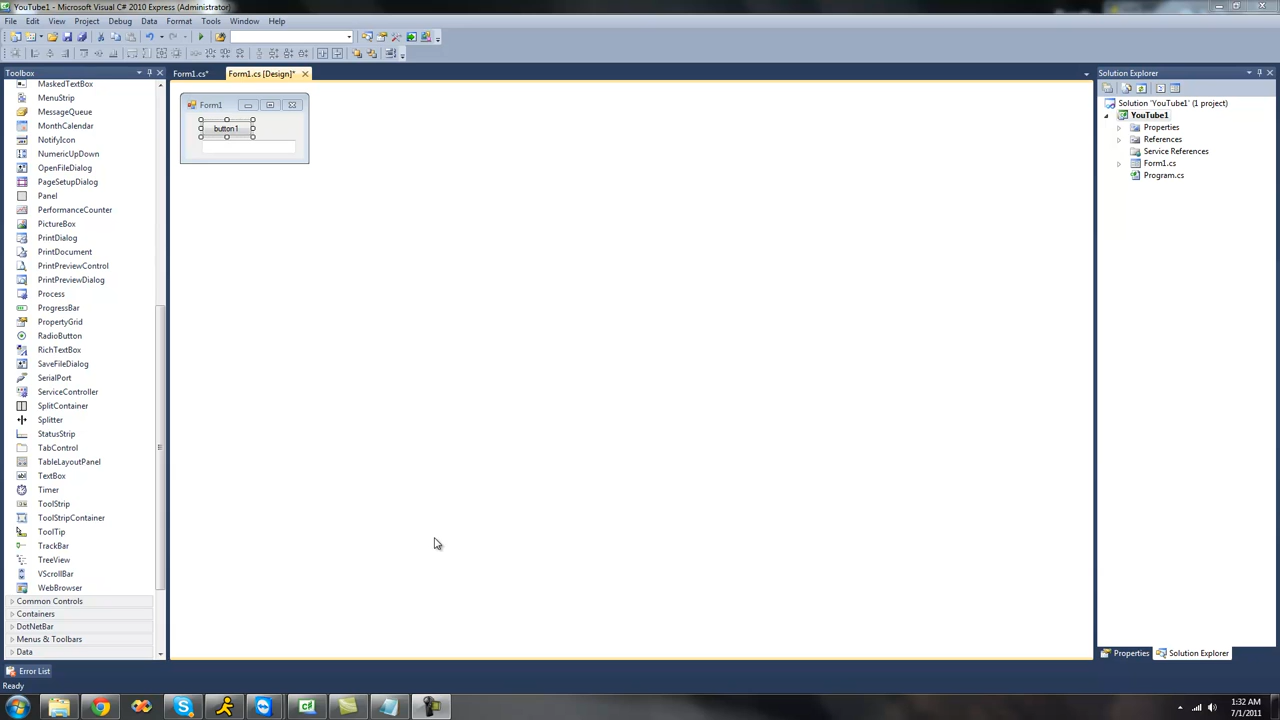 YouTube1 - Microsoft Visual C# 2010 Express (Administrator)
File Edit View Project Debug Data Format Tools Window Help
Toolbox
Form1.cs* Form1.cs [Design]*
Solution Explorer
MaskedTextBox
MenuStrip
MessageQueue
MonthCalendar
NotifyIcon
NumericUpDown
OpenFileDialog
PageSetupDialog
Panel
PerformanceCounter
PictureBox
PrintDialog
PrintDocument
PrintPreviewControl
PrintPreviewDialog
Process
ProgressBar
PropertyGrid
RadioButton
RichTextBox
SaveFileDialog
SerialPort
ServiceController
SplitContainer
Splitter
StatusStrip
TabControl
TableLayoutPanel
TextBox
Timer
ToolStrip
ToolStripContainer
ToolTip
TrackBar
TreeView
VScrollBar
WebBrowser
Common Controls
Containers
DotNetBar
Menus & Toolbars
Data
Form1
button1
Solution 'YouTube1' (1 project)
YouTube1
Properties
References
Service References
Form1.cs
Program.cs
Properties Solution Explorer
Error List
Ready
1:32 AM
7/1/2011